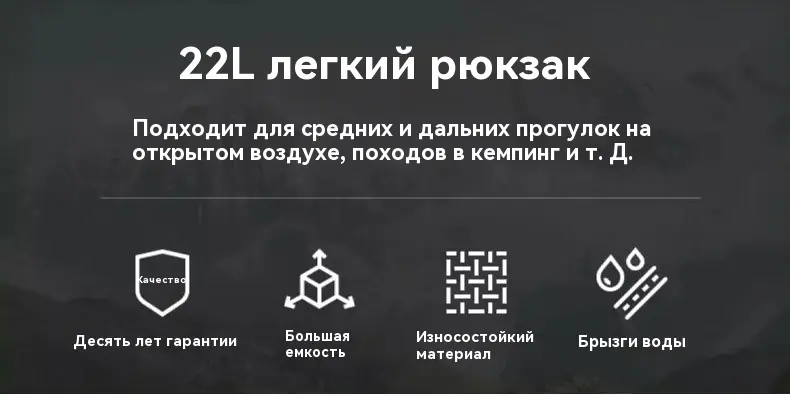 22L легкий рюкзак
Подходит для средних и дальних прогулок на
открытом воздухе, походов в кемпинг и т. Д.
Качество
Десять лет гарантии
Большая
емкость
Износостойкий
материал
Брызги воды